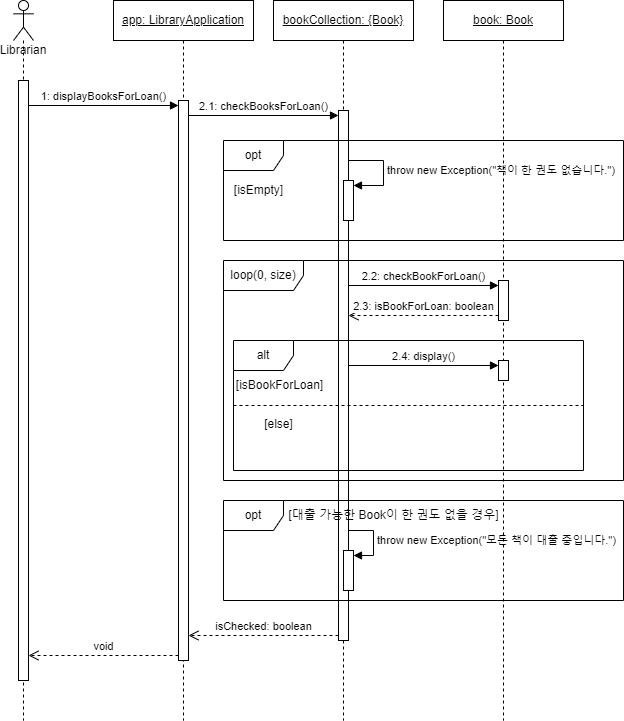 Librarian
app: LibraryApplication
bookCollection: {Book}
book: Book
1: displayBooksForLoan()
2.1: checkBooksForLoan()
opt
throw new Exception("책이 한 권도 없습니다.")
[isEmpty]
loop(0, size)
2.2: checkBookForLoan()
2.3: isBookForLoan: boolean
alt
2.4: display()
[isBookForLoan]
[else]
opt
[대출 가능한 Book이 한 권도 없을 경우]
throw new Exception("모든 책이 대출 중입니다.")
isChecked: boolean
void